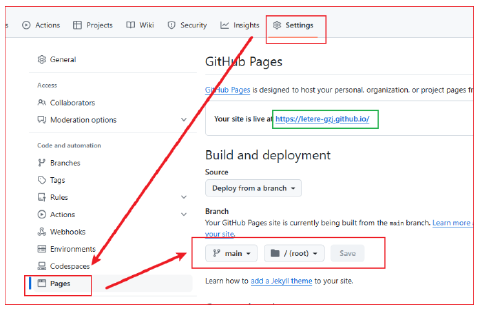 Actions Projects Wiki Security Insights Settings
General
Access
Collaborators
Moderation options
Code and automation
Branches
Tags
Rules
Actions
Webhooks
Environments
Codespaces
Pages
GitHub Pages
GitHub Pages is designed to host your personal, organization, or project pages
Your site is live at https://letere-gzj.github.io/
Build and deployment
Source
Deploy from a branch
Branch
Your GitHub Pages site is currently being built from the main branch. Learn more
your site.
main / (root) Save
Learn how to add a Jekyll theme to your site.